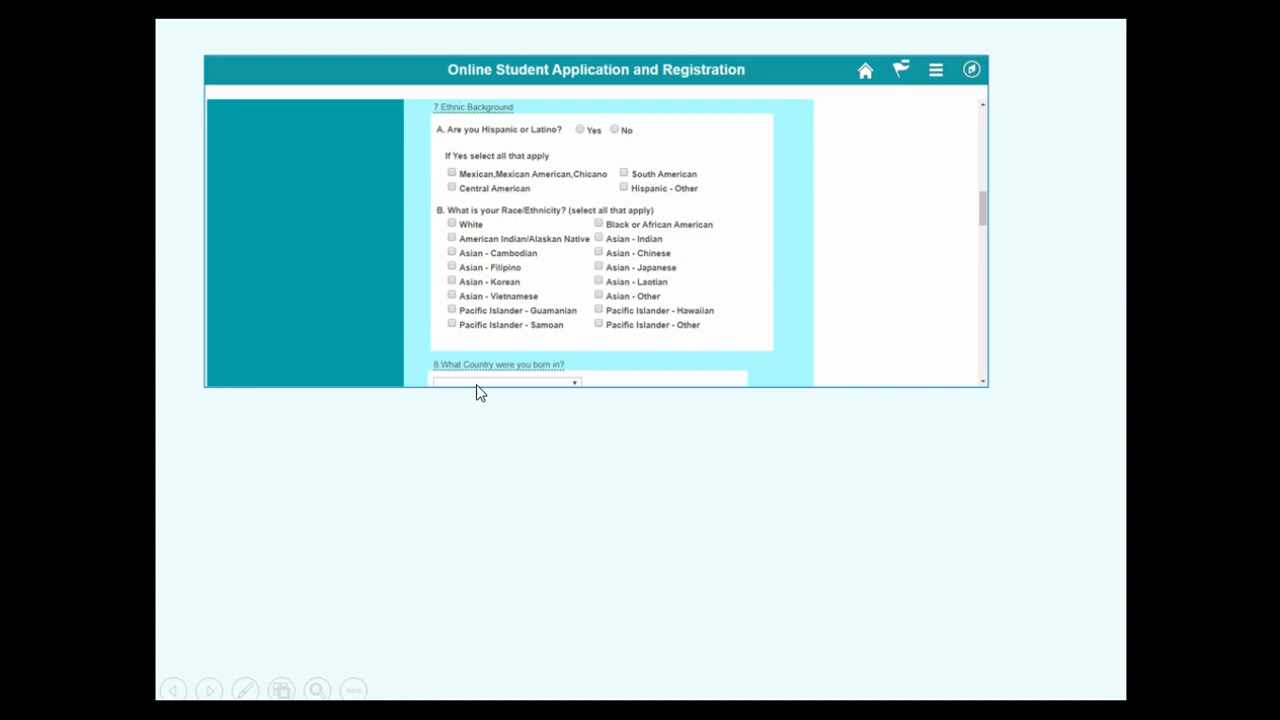 Online Student Application and Registration
7.Ethnic Background
A. Are you Hispanic or Latino? Yes No
If Yes select all that apply
Mexican,Mexican American,Chicano South American
Central American Hispanic - Other
B. What is your Race/Ethnicity? (select all that apply)
White Black or African American
American Indian/Alaskan Native Asian - Indian
Asian - Cambodian Asian - Chinese
Asian - Filipino Asian - Japanese
Asian - Korean Asian - Laotian
Asian - Vietnamese Asian - Other
Pacific Islander - Guamanian Pacific Islander - Hawaiian
Pacific Islander - Samoan Pacific Islander - Other
8.What Country were you born in?